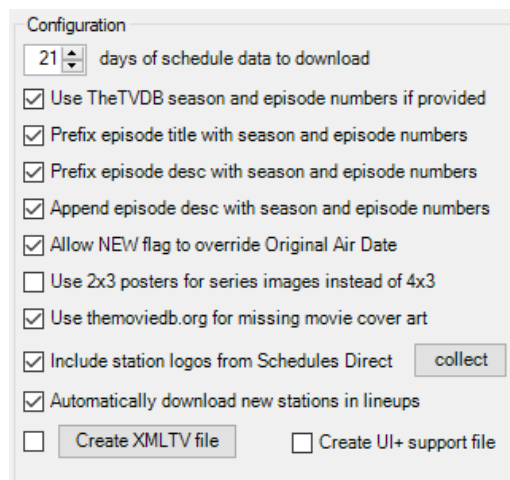 Configuration
21 days of schedule data to download
Use TheTVDB season and episode numbers if provided
Prefix episode title with season and episode numbers
Prefix episode desc with season and episode numbers
Append episode desc with season and episode numbers
Allow NEW flag to override Original Air Date
Use 2x3 posters for series images instead of 4x3
Use themoviedb.org for missing movie cover art
Include station logos from Schedules Direct collect
Automatically download new stations in lineups
Create XMLTV file Create UI+ support file